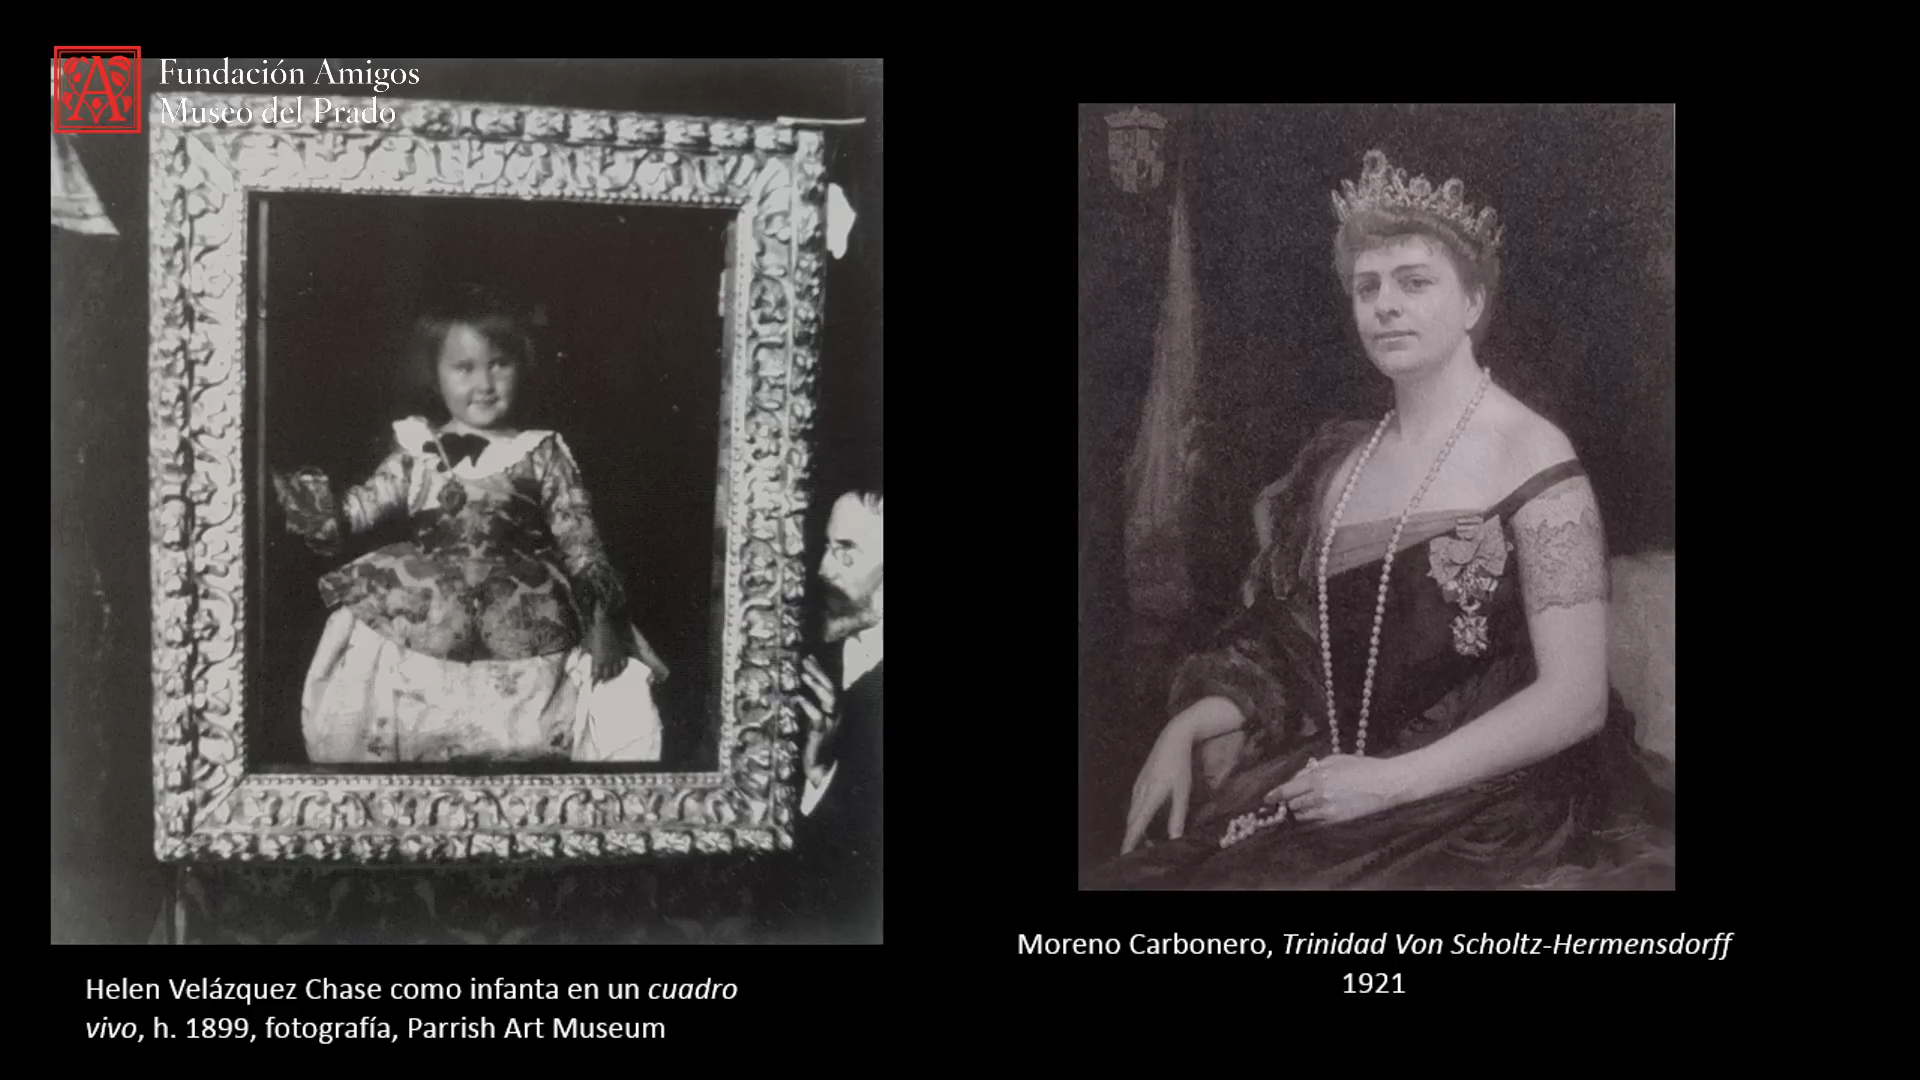 Fundación Amigos
Museo del Prado
Helen Velázquez Chase como infanta en un cuadro
vivo, h. 1899, fotografía, Parrish Art Museum
Moreno Carbonero, Trinidad Von Scholtz-Hermensdorff
1921